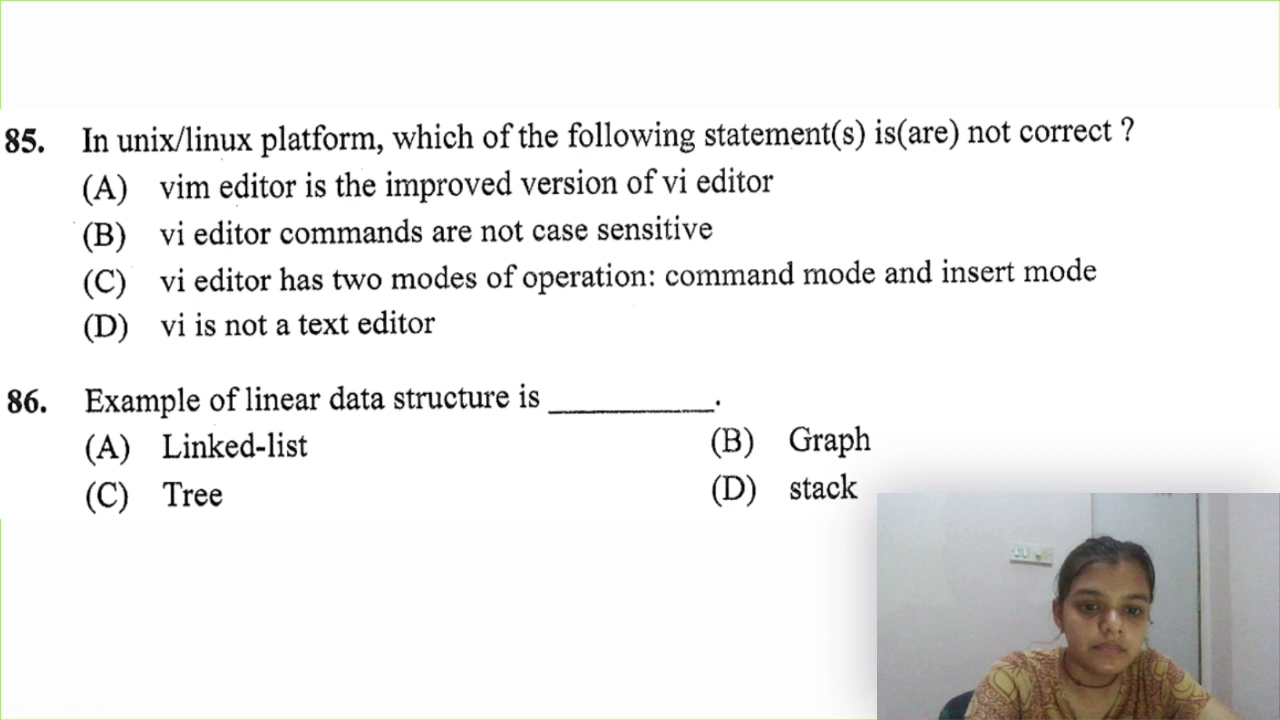 85. In unix/linux platform, which of the following statement(s) is(are) not correct ?
(A) vim editor is the improved version of vi editor
(B) vi editor commands are not case sensitive
(C) vi editor has two modes of operation: command mode and insert mode
(D) vi is not a text editor
86. Example of linear data structure is __________.
(A) Linked-list (B) Graph
(C) Tree (D) stack